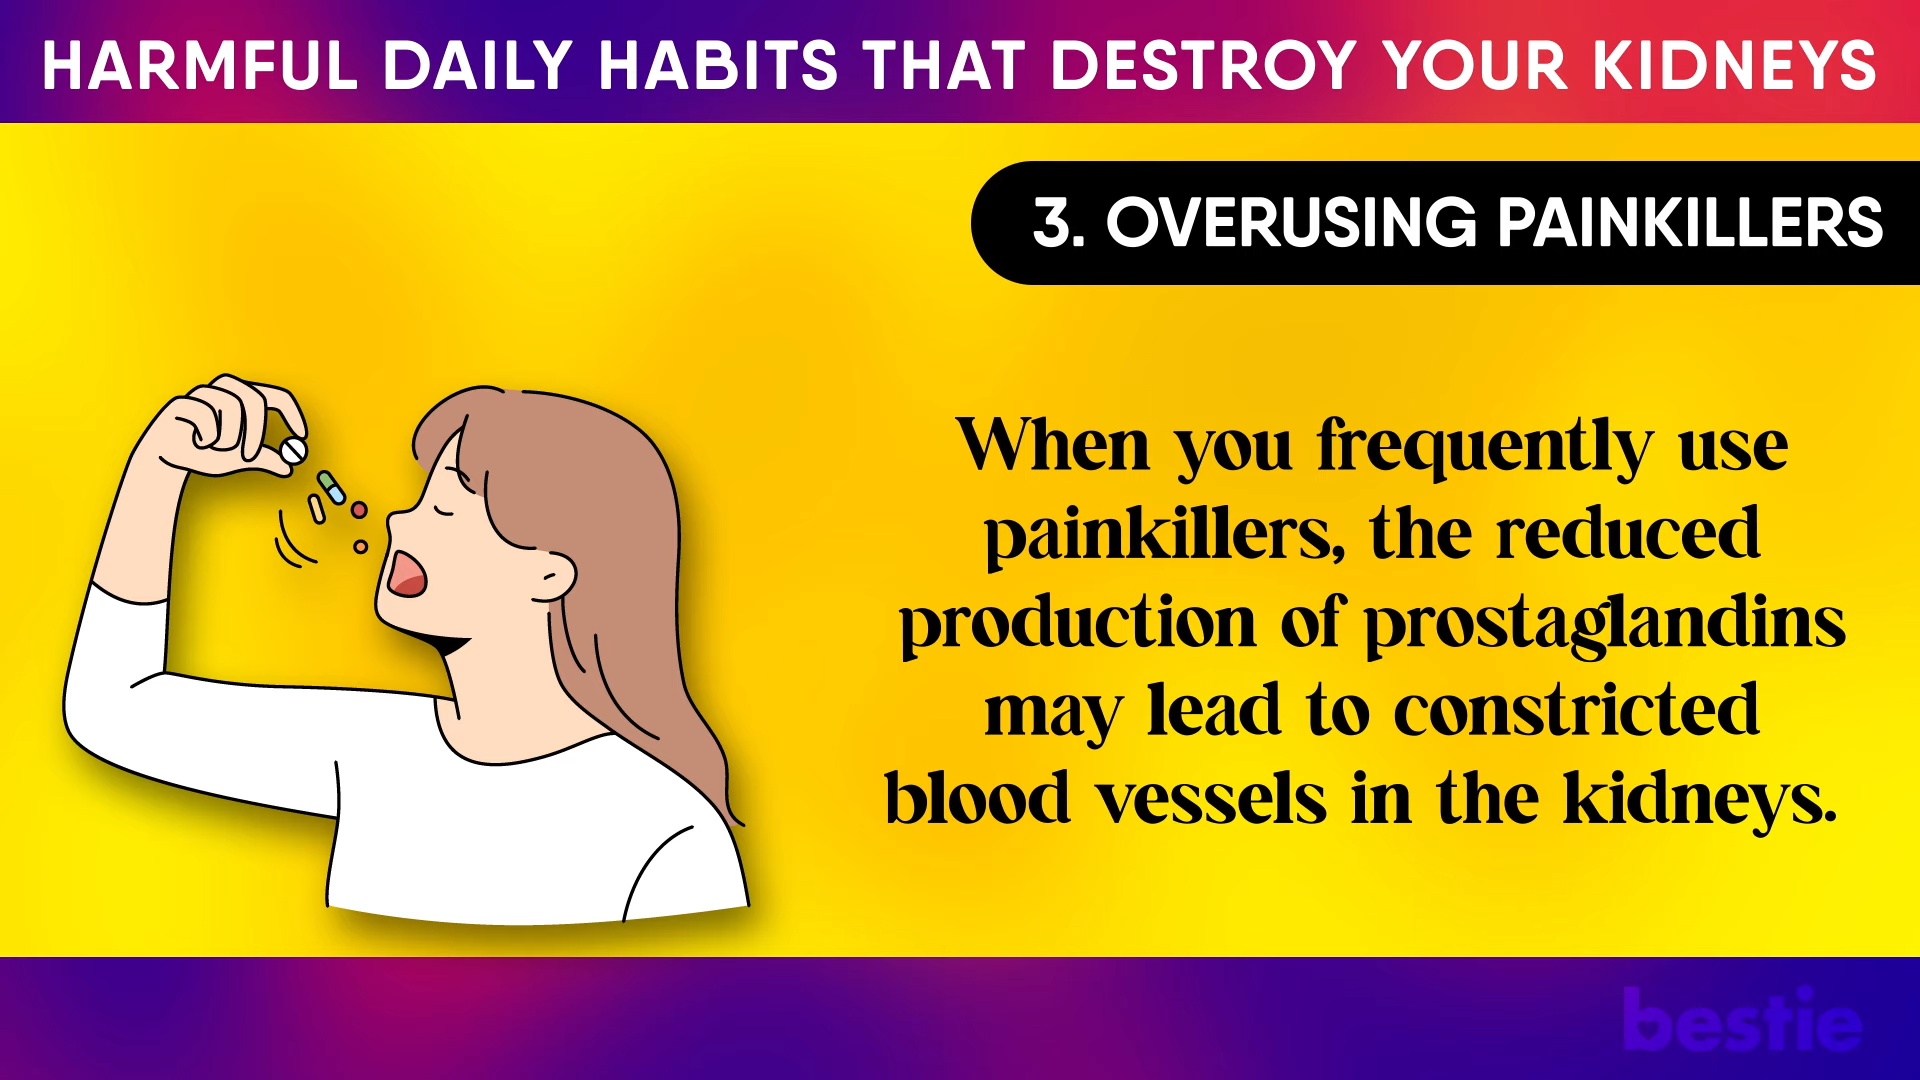 HARMFUL DAILY HABITS THAT DESTROY YOUR KIDNEYS
3. OVERUSING PAINKILLERS
When you frequently use
painkillers, the reduced
production of prostaglandins
may lead to constricted
blood vessels in the kidneys.
bestie